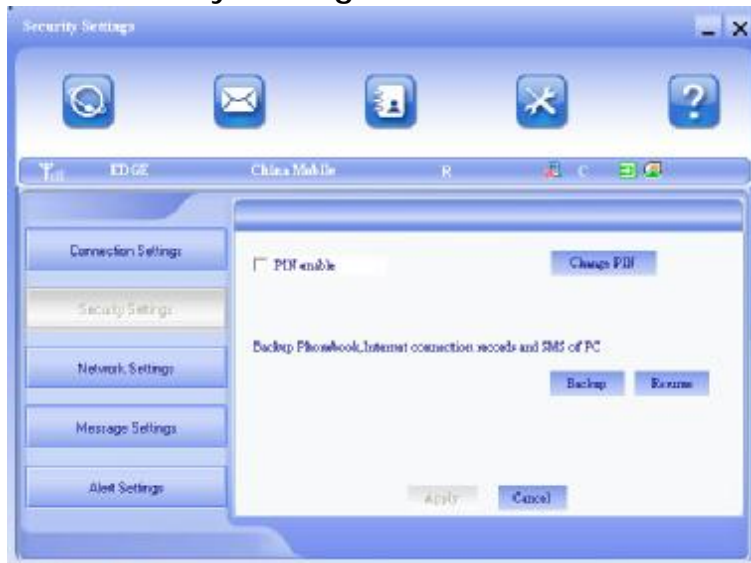 Security Settings
EDGE China Mobile R C
Connection Settings
PIN enable
Change PIN
Security Settings
Backup Phonebook,Internet connection records and SMS of PC
Network Settings
Backup
Resume
Message Settings
Alert Settings
Apply
Cancel